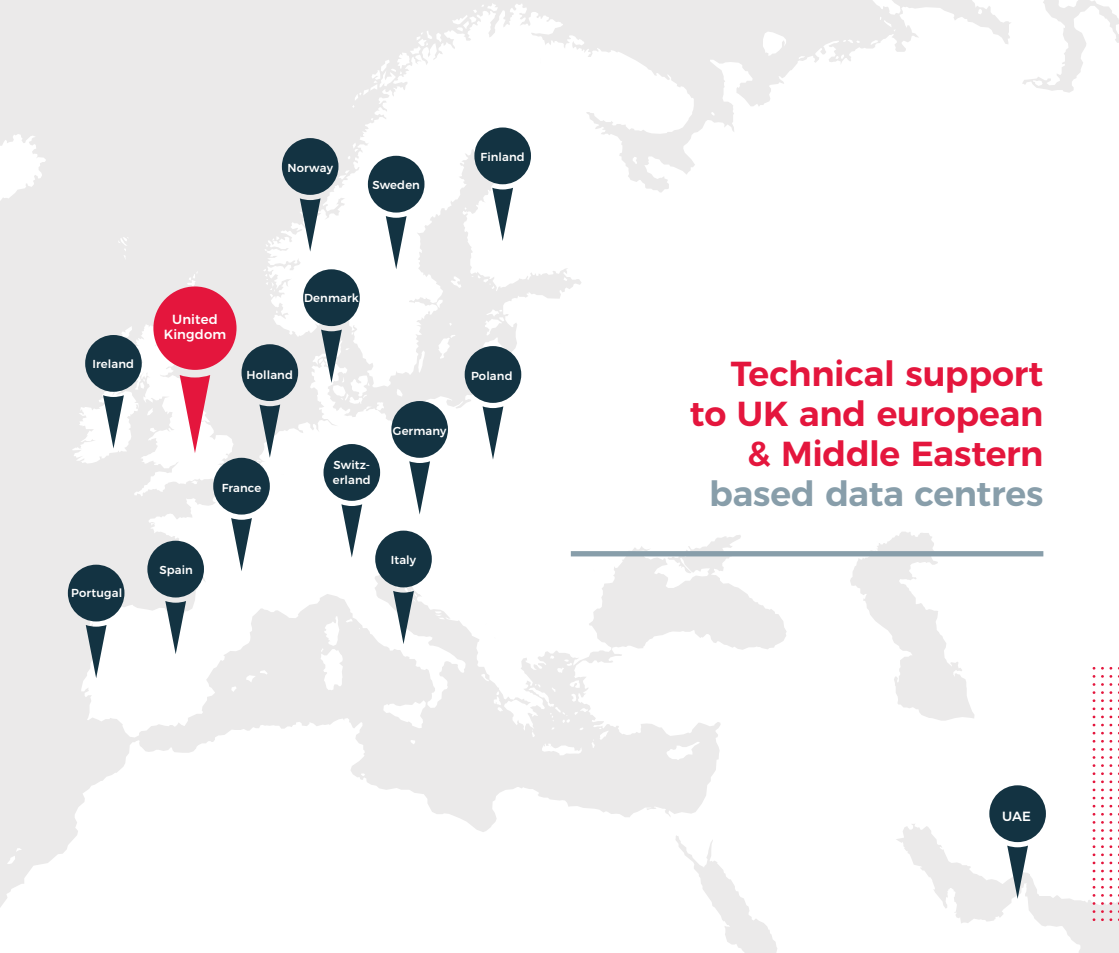 Norway
Sweden
Finland
Denmark
United
Kingdom
Ireland
Holland
Poland
Germany
Switz-
erland
France
Italy
Spain
Portugal
Technical support
to UK and european
& Middle Eastern
based data centres
UAE